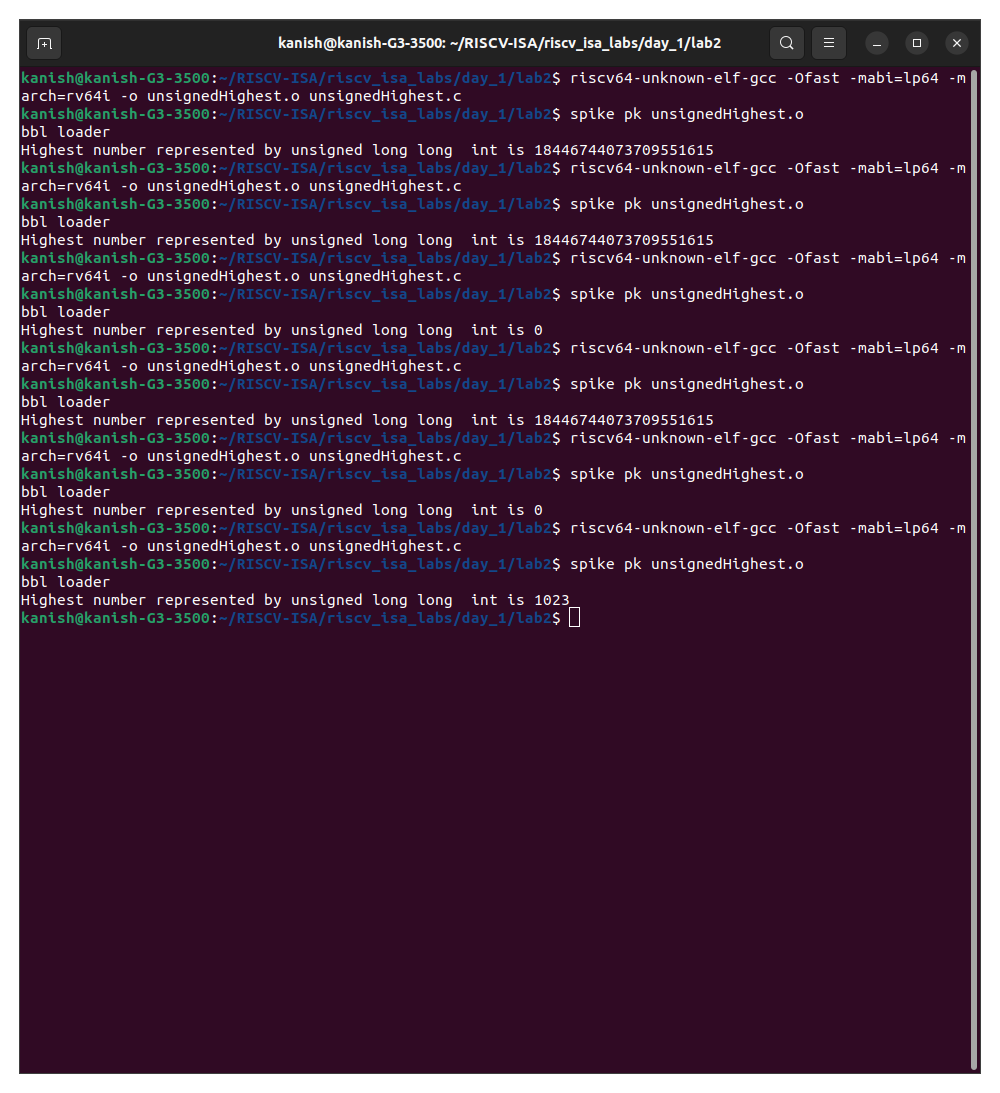 kanish@kanish-G3-3500: ~/RISCV-ISA/riscv_isa_labs/day_1/lab2
kanish@kanish-G3-3500:~/RISCV-ISA/riscv_isa_labs/day_1/lab2$ riscv64-unknown-elf-gcc -Ofast -mabi=lp64 -m
arch=rv64i -o unsignedHighest.o unsignedHighest.c
kanish@kanish-G3-3500:~/RISCV-ISA/riscv_isa_labs/day_1/lab2$ spike pk unsignedHighest.o
bbl loader
Highest number represented by unsigned long long  int is 18446744073709551615
kanish@kanish-G3-3500:~/RISCV-ISA/riscv_isa_labs/day_1/lab2$ riscv64-unknown-elf-gcc -Ofast -mabi=lp64 -m
arch=rv64i -o unsignedHighest.o unsignedHighest.c
kanish@kanish-G3-3500:~/RISCV-ISA/riscv_isa_labs/day_1/lab2$ spike pk unsignedHighest.o
bbl loader
Highest number represented by unsigned long long  int is 18446744073709551615
kanish@kanish-G3-3500:~/RISCV-ISA/riscv_isa_labs/day_1/lab2$ riscv64-unknown-elf-gcc -Ofast -mabi=lp64 -m
arch=rv64i -o unsignedHighest.o unsignedHighest.c
kanish@kanish-G3-3500:~/RISCV-ISA/riscv_isa_labs/day_1/lab2$ spike pk unsignedHighest.o
bbl loader
Highest number represented by unsigned long long  int is 0
kanish@kanish-G3-3500:~/RISCV-ISA/riscv_isa_labs/day_1/lab2$ riscv64-unknown-elf-gcc -Ofast -mabi=lp64 -m
arch=rv64i -o unsignedHighest.o unsignedHighest.c
kanish@kanish-G3-3500:~/RISCV-ISA/riscv_isa_labs/day_1/lab2$ spike pk unsignedHighest.o
bbl loader
Highest number represented by unsigned long long  int is 18446744073709551615
kanish@kanish-G3-3500:~/RISCV-ISA/riscv_isa_labs/day_1/lab2$ riscv64-unknown-elf-gcc -Ofast -mabi=lp64 -m
arch=rv64i -o unsignedHighest.o unsignedHighest.c
kanish@kanish-G3-3500:~/RISCV-ISA/riscv_isa_labs/day_1/lab2$ spike pk unsignedHighest.o
bbl loader
Highest number represented by unsigned long long  int is 0
kanish@kanish-G3-3500:~/RISCV-ISA/riscv_isa_labs/day_1/lab2$ riscv64-unknown-elf-gcc -Ofast -mabi=lp64 -m
arch=rv64i -o unsignedHighest.o unsignedHighest.c
kanish@kanish-G3-3500:~/RISCV-ISA/riscv_isa_labs/day_1/lab2$ spike pk unsignedHighest.o
bbl loader
Highest number represented by unsigned long long  int is 1023
kanish@kanish-G3-3500:~/RISCV-ISA/riscv_isa_labs/day_1/lab2$